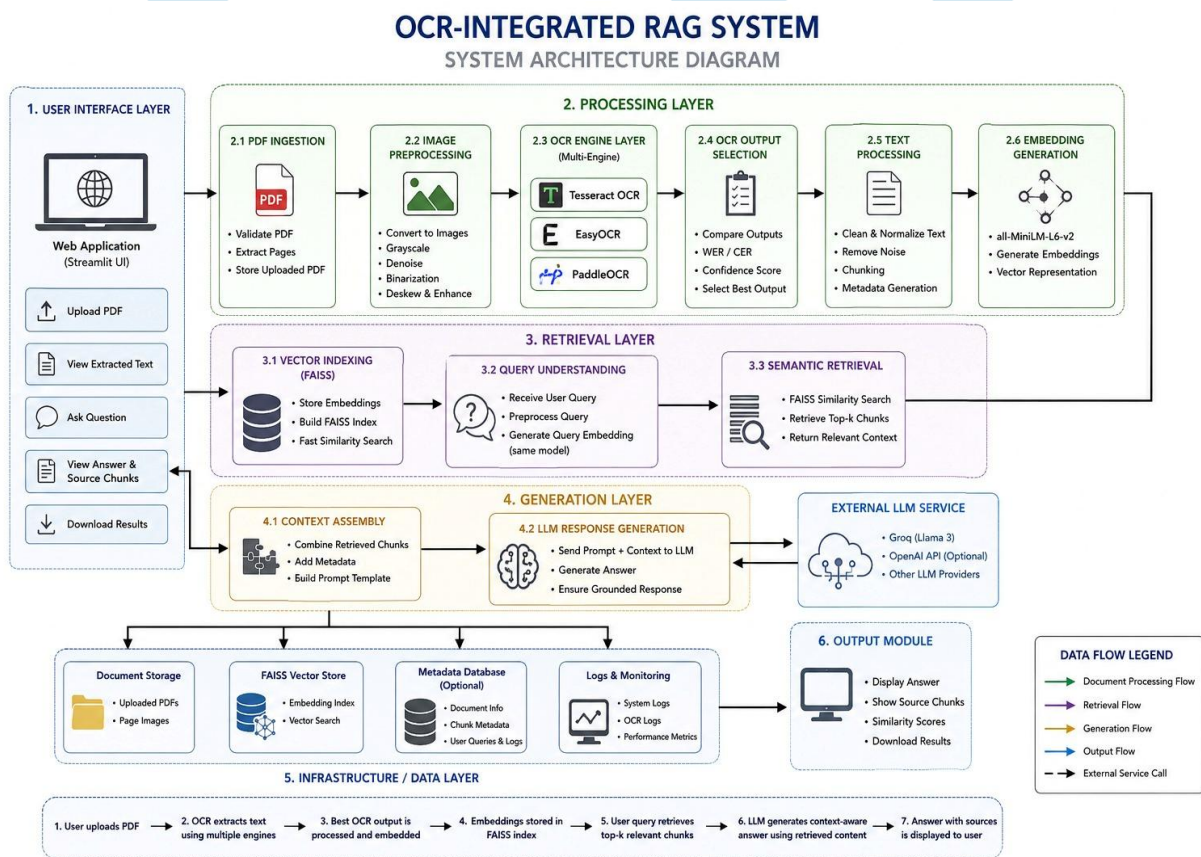 OCR-INTEGRATED RAG SYSTEM
SYSTEM ARCHITECTURE DIAGRAM
1. USER INTERFACE LAYER
Web Application
(Streamlit UI)
Upload PDF
View Extracted Text
Ask Question
View Answer &
Source Chunks
Download Results
2. PROCESSING LAYER
2.1 PDF INGESTION
PDF
• Validate PDF
• Extract Pages
• Store Uploaded PDF
2.2 IMAGE
PREPROCESSING
• Convert to Images
• Grayscale
• Denoise
• Binarization
• Deskew & Enhance
2.3 OCR ENGINE LAYER
(Multi-Engine)
T Tesseract OCR
E EasyOCR
PaddleOCR
2.4 OCR OUTPUT
SELECTION
• Compare Outputs
• WER / CER
• Confidence Score
• Select Best Output
2.5 TEXT
PROCESSING
• Clean & Normalize Text
• Remove Noise
• Chunking
• Metadata Generation
2.6 EMBEDDING
GENERATION
• all-MiniLM-L6-v2
• Generate Embeddings
• Vector Representation
3. RETRIEVAL LAYER
3.1 VECTOR INDEXING
(FAISS)
• Store Embeddings
• Build FAISS Index
• Fast Similarity Search
3.2 QUERY UNDERSTANDING
?
• Receive User Query
• Preprocess Query
• Generate Query Embedding
(same model)
3.3 SEMANTIC RETRIEVAL
• FAISS Similarity Search
• Retrieve Top-k Chunks
• Return Relevant Context
4. GENERATION LAYER
4.1 CONTEXT ASSEMBLY
• Combine Retrieved Chunks
• Add Metadata
• Build Prompt Template
4.2 LLM RESPONSE GENERATION
• Send Prompt + Context to LLM
• Generate Answer
• Ensure Grounded Response
EXTERNAL LLM SERVICE
• Groq (Llama 3)
• OpenAI API (Optional)
• Other LLM Providers
Document Storage
• Uploaded PDFs
• Page Images
FAISS Vector Store
• Embedding Index
• Vector Search
Metadata Database
(Optional)
• Document Info
• Chunk Metadata
• User Queries & Logs
Logs & Monitoring
• System Logs
• OCR Logs
• Performance Metrics
5. INFRASTRUCTURE / DATA LAYER
6. OUTPUT MODULE
• Display Answer
• Show Source Chunks
• Similarity Scores
• Download Results
DATA FLOW LEGEND
Document Processing Flow
Retrieval Flow
Generation Flow
Output Flow
External Service Call
1. User uploads PDF
2. OCR extracts text
using multiple engines
3. Best OCR output is
processed and embedded
4. Embeddings stored in
FAISS index
5. User query retrieves
top-k relevant chunks
6. LLM generates context-aware
answer using retrieved content
7. Answer with sources
is displayed to user